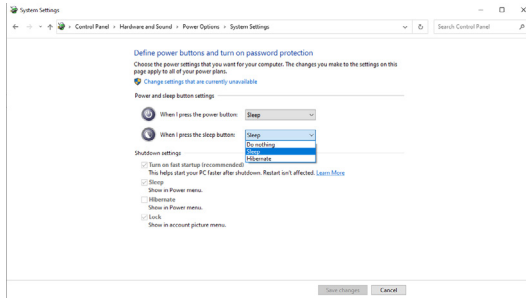 System Settings
Control Panel > Hardware and Sound > Power Options > System Settings
Search Control Panel
Define power buttons and turn on password protection
Choose the power settings that you want for your computer. The changes you make to the settings on this
page apply to all of your power plans.
Change settings that are currently unavailable
Power and sleep button settings
When I press the power button: Sleep
When I press the sleep button: Sleep
Do nothing
Sleep
Hibernate
Shutdown settings
Turn on fast startup (recommended)
This helps start your PC faster after shutdown. Restart isn't affected. Learn More
Sleep
Show in Power menu.
Hibernate
Show in Power menu.
Lock
Show in account picture menu.
Save changes Cancel